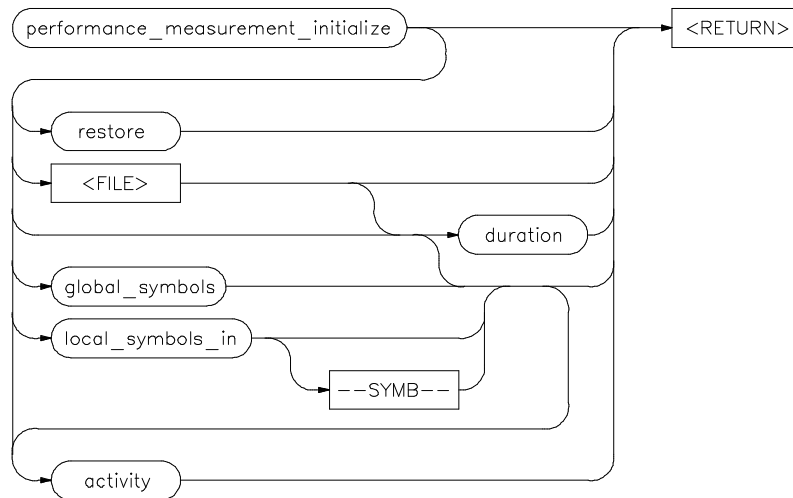 performance_measurement_initialize
<RETURN>
restore
<FILE>
duration
global_symbols
local_symbols_in
--SYMB--
activity